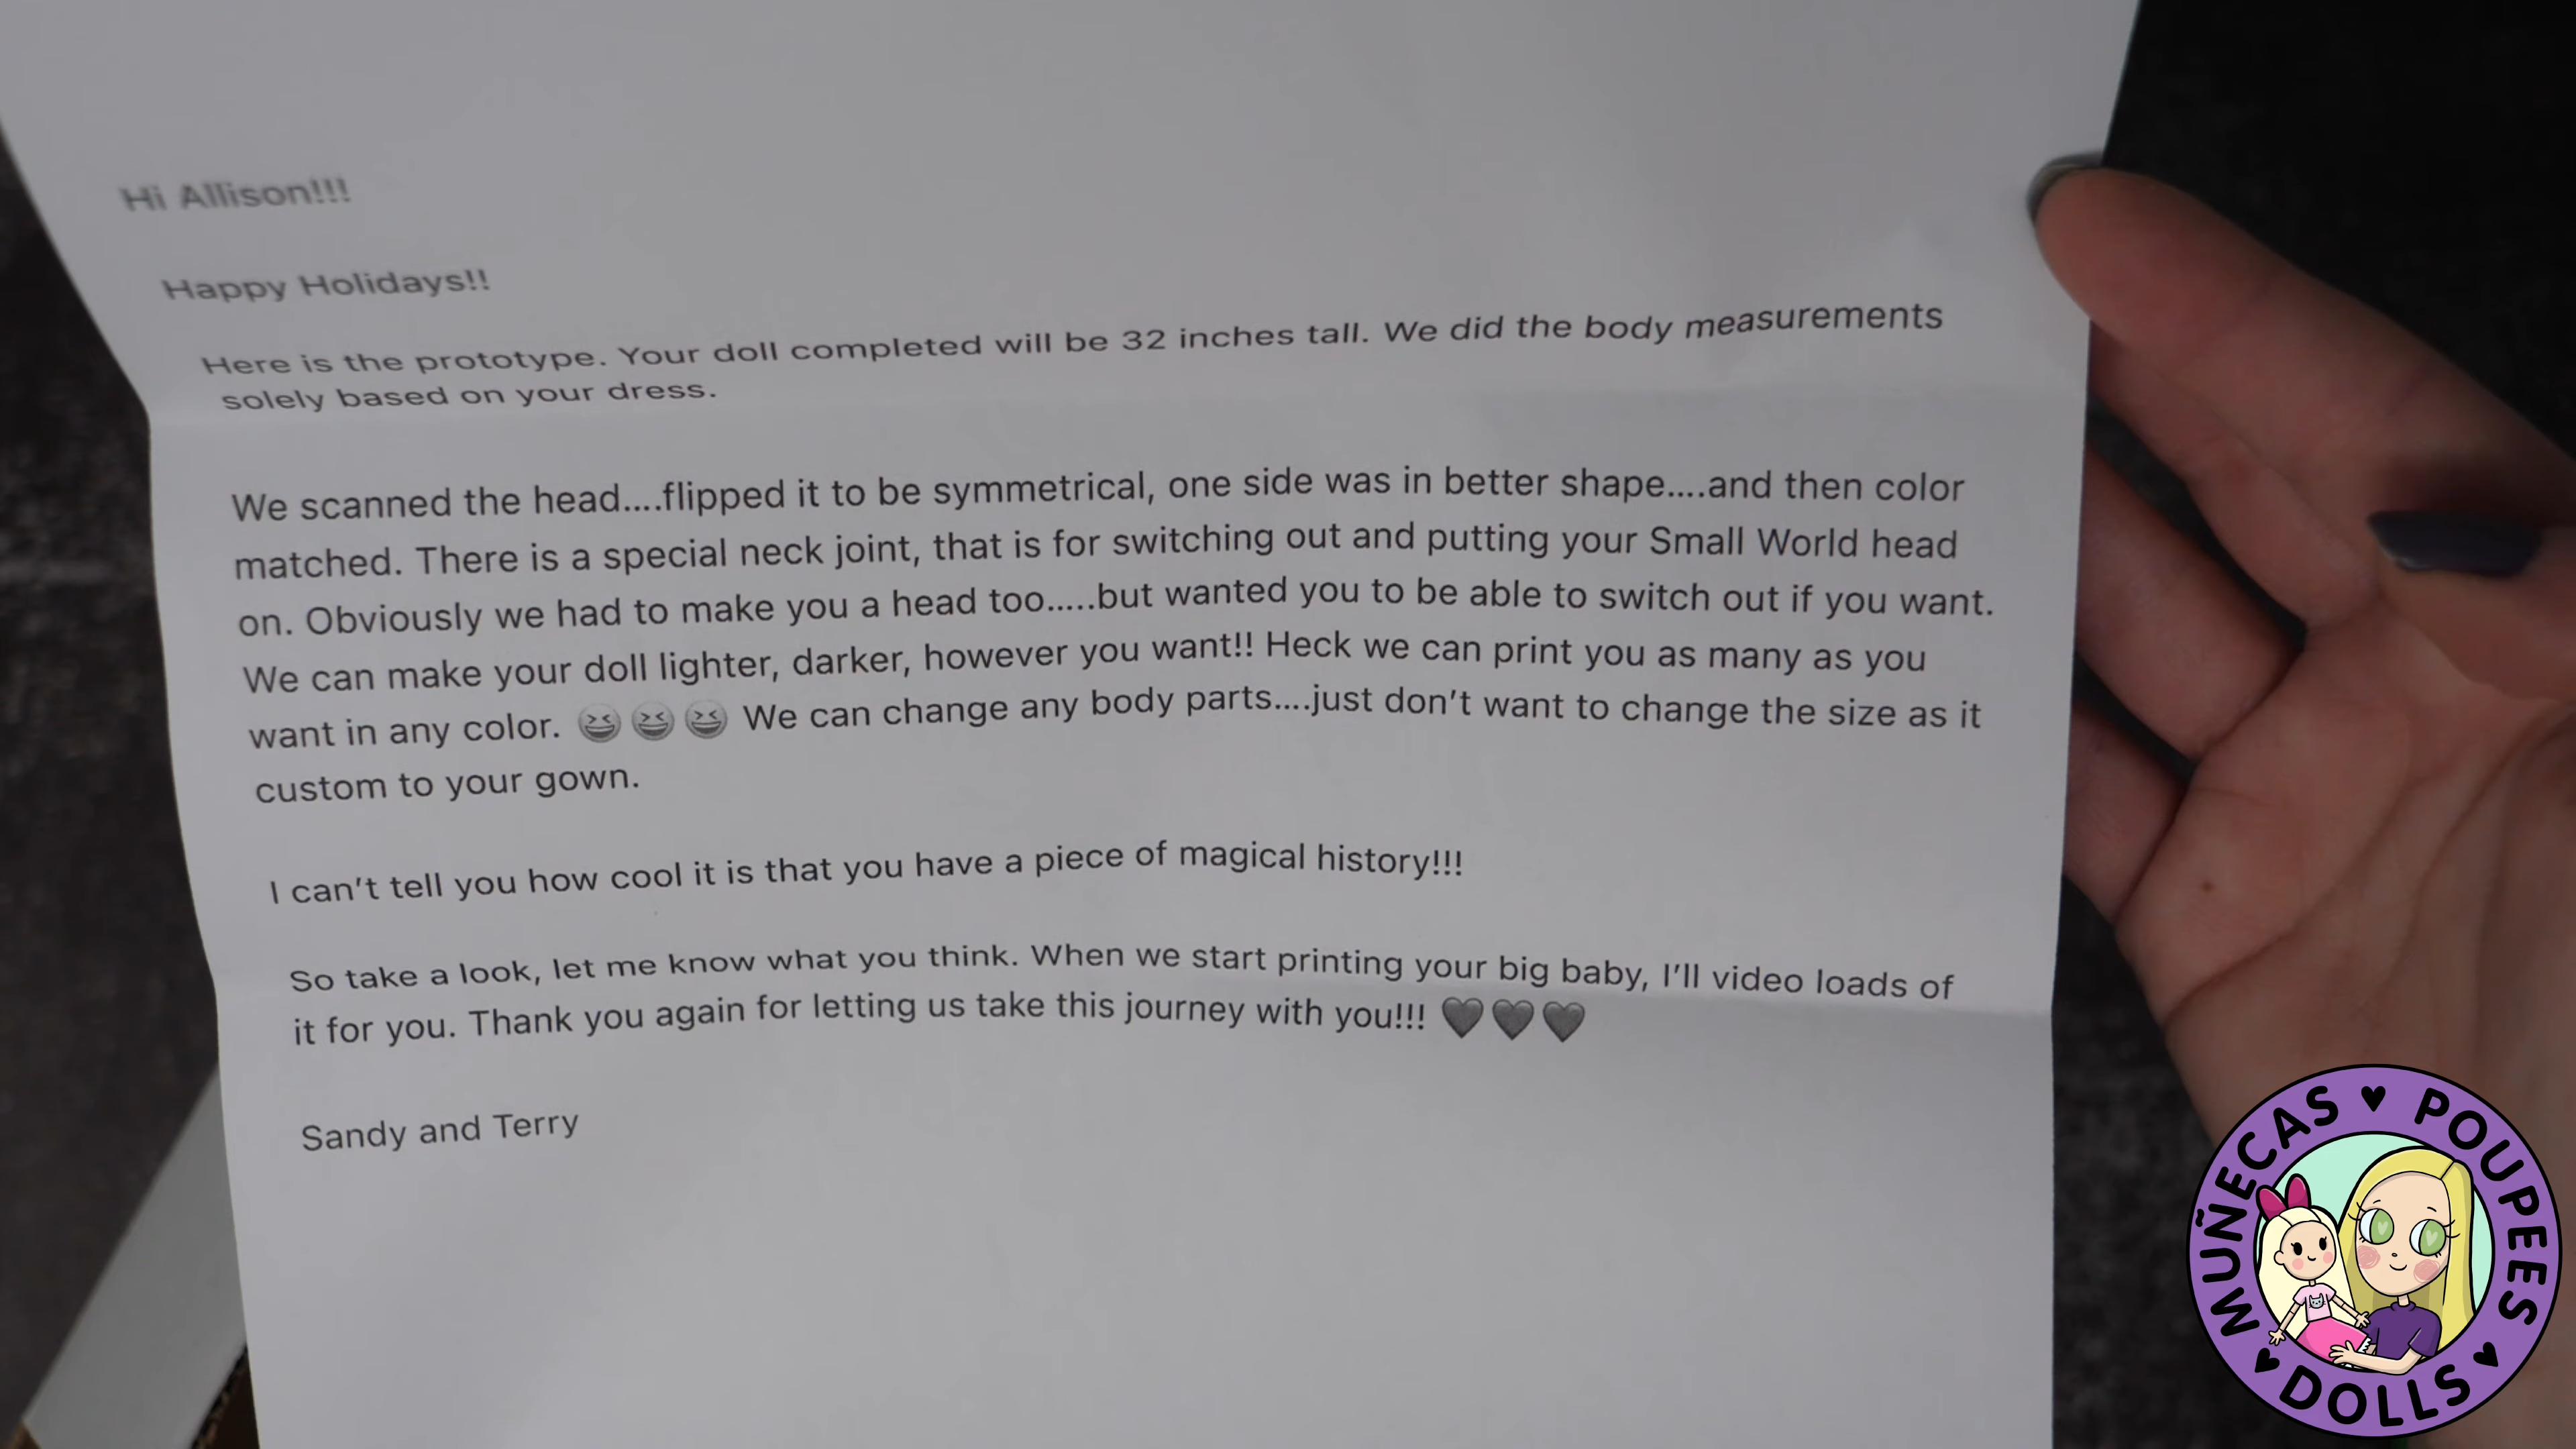 Hi Allison!!!
Happy Holidays!!
Here is the prototype. Your doll completed will be 32 inches tall. We did the body measurements
solely based on your dress.
We scanned the head....flipped it to be symmetrical, one side was in better shape....and then color
matched. There is a special neck joint, that is for switching out and putting your Small World head
on. Obviously we had to make you a head too.....but wanted you to be able to switch out if you want.
We can make your doll lighter, darker, however you want!! Heck we can print you as many as you
want in any color. 😆😆😆 We can change any body parts....just don't want to change the size as it
custom to your gown.
I can't tell you how cool it is that you have a piece of magical history!!!
So take a look, let me know what you think. When we start printing your big baby, I'll video loads of
it for you. Thank you again for letting us take this journey with you!!! 🖤🖤🖤
Sandy and Terry
MUÑECAS ♥ POUPEES ♥ DOLLS ♥